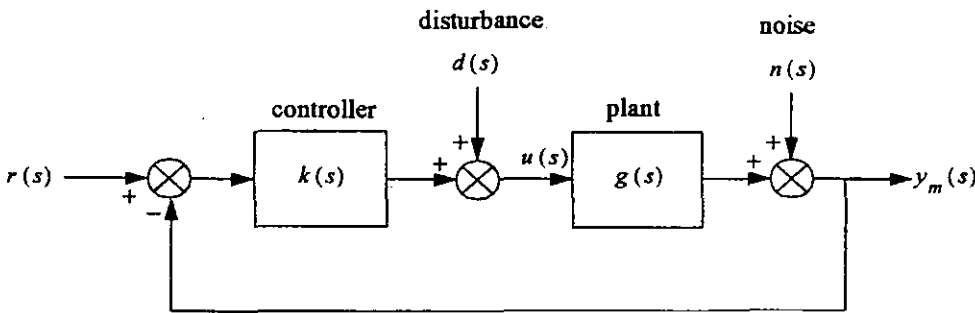 disturbance
noise
d(s)
n(s)
controller
plant
+
+
r(s)
k(s)
+
u(s)
g(s)
+
y_m(s)
+
−